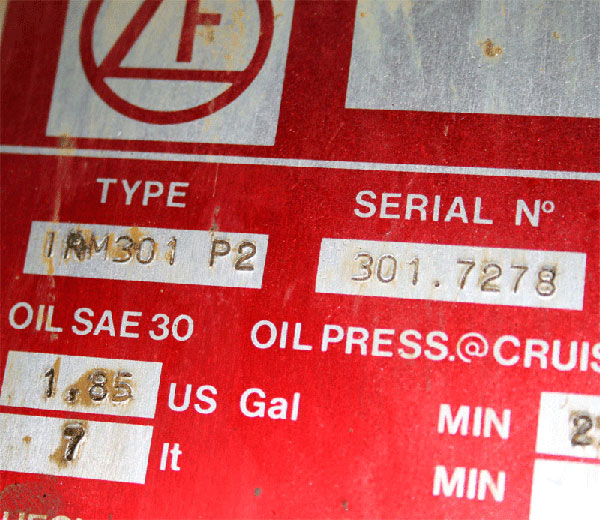 ZF
TYPE
SERIAL Nº
IRM301 P2
301.7278
OIL SAE 30
OIL PRESS.@CRUIS
1.85
US Gal
MIN
7
lt
MIN